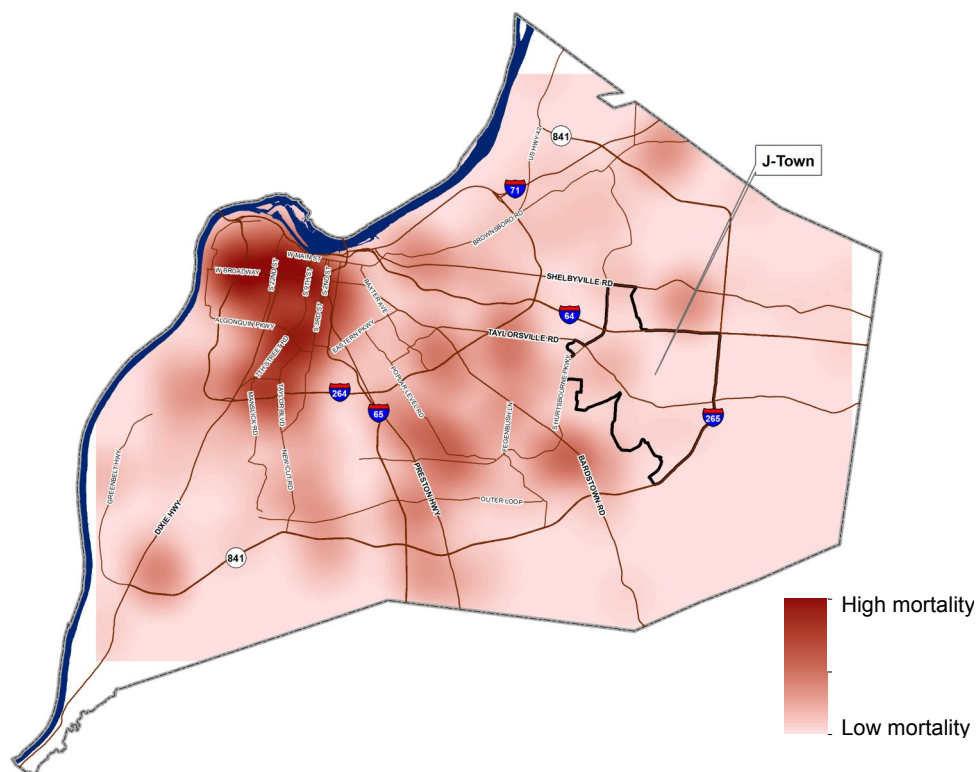 US HWY 42
841
J-Town
71
BROWNSBORO RD
W MAIN ST
W BROADWAY
S 22ND ST
S 9TH ST
S 2ND ST
SHELBYVILLE RD
BAXTER AVE
S 3RD ST
64
ALGONQUIN PKWY
EASTERN PKWY
TAYLORSVILLE RD
7TH STREET RD
264
65
POPLAR LEVEL RD
S HURTSBOURNE PKWY
MANSLICK RD
TAYLOR BLVD
FEGENBUSH LN
265
GREENBELT HWY
NEW CUT RD
PRESTON HWY
BARDSTOWN RD
DIXIE HWY
OUTER LOOP
841
High mortality
Low mortality